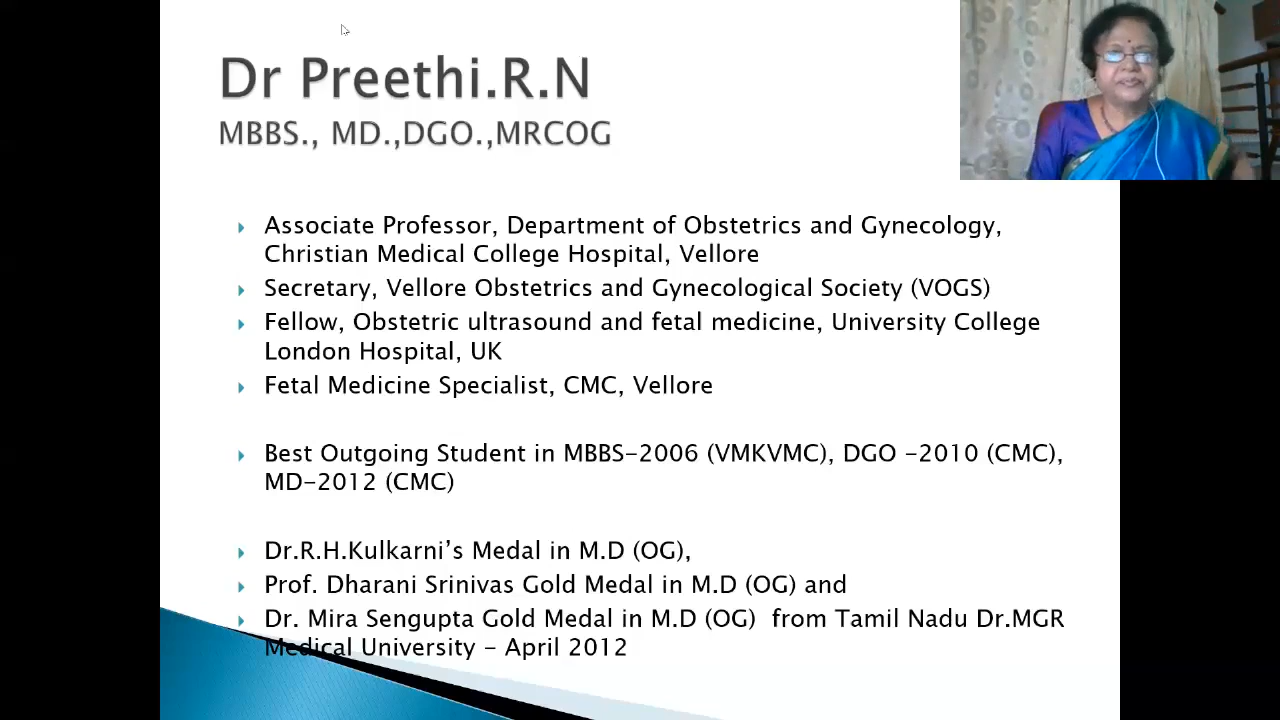 Dr Preethi.R.N
MBBS., MD.,DGO.,MRCOG
Associate Professor, Department of Obstetrics and Gynecology,
Christian Medical College Hospital, Vellore
Secretary, Vellore Obstetrics and Gynecological Society (VOGS)
Fellow, Obstetric ultrasound and fetal medicine, University College
London Hospital, UK
Fetal Medicine Specialist, CMC, Vellore
Best Outgoing Student in MBBS-2006 (VMKVMC), DGO -2010 (CMC),
MD-2012 (CMC)
Dr.R.H.Kulkarni’s Medal in M.D (OG),
Prof. Dharani Srinivas Gold Medal in M.D (OG) and
Dr. Mira Sengupta Gold Medal in M.D (OG)  from Tamil Nadu Dr.MGR
Medical University - April 2012